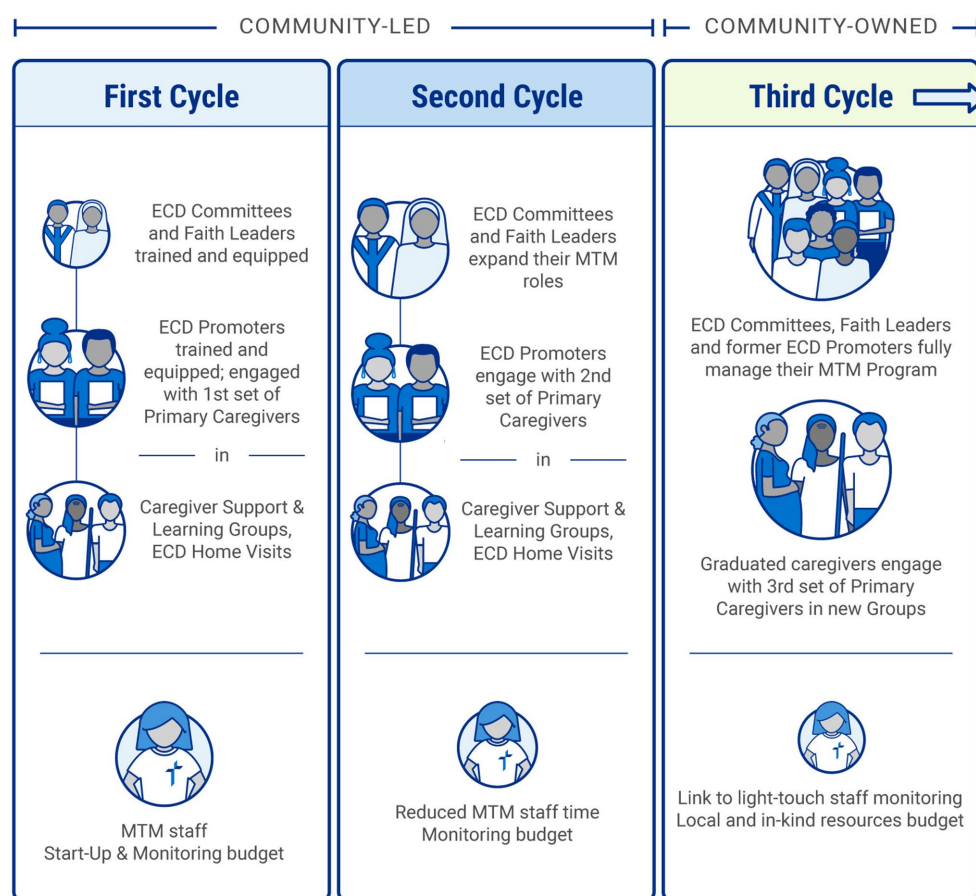 COMMUNITY-LED
COMMUNITY-OWNED
First Cycle
ECD Committees
and Faith Leaders
trained and equipped
ECD Promoters
trained and
equipped; engaged
with 1st set of
Primary Caregivers
in
Caregiver Support &
Learning Groups,
ECD Home Visits
MTM staff
Start-Up & Monitoring budget
Second Cycle
ECD Committees
and Faith Leaders
expand their MTM
roles
ECD Promoters
engage with 2nd
set of Primary
Caregivers
in
Caregiver Support &
Learning Groups,
ECD Home Visits
Reduced MTM staff time
Monitoring budget
Third Cycle
ECD Committees, Faith Leaders
and former ECD Promoters fully
manage their MTM Program
Graduated caregivers engage
with 3rd set of Primary
Caregivers in new Groups
Link to light-touch staff monitoring
Local and in-kind resources budget